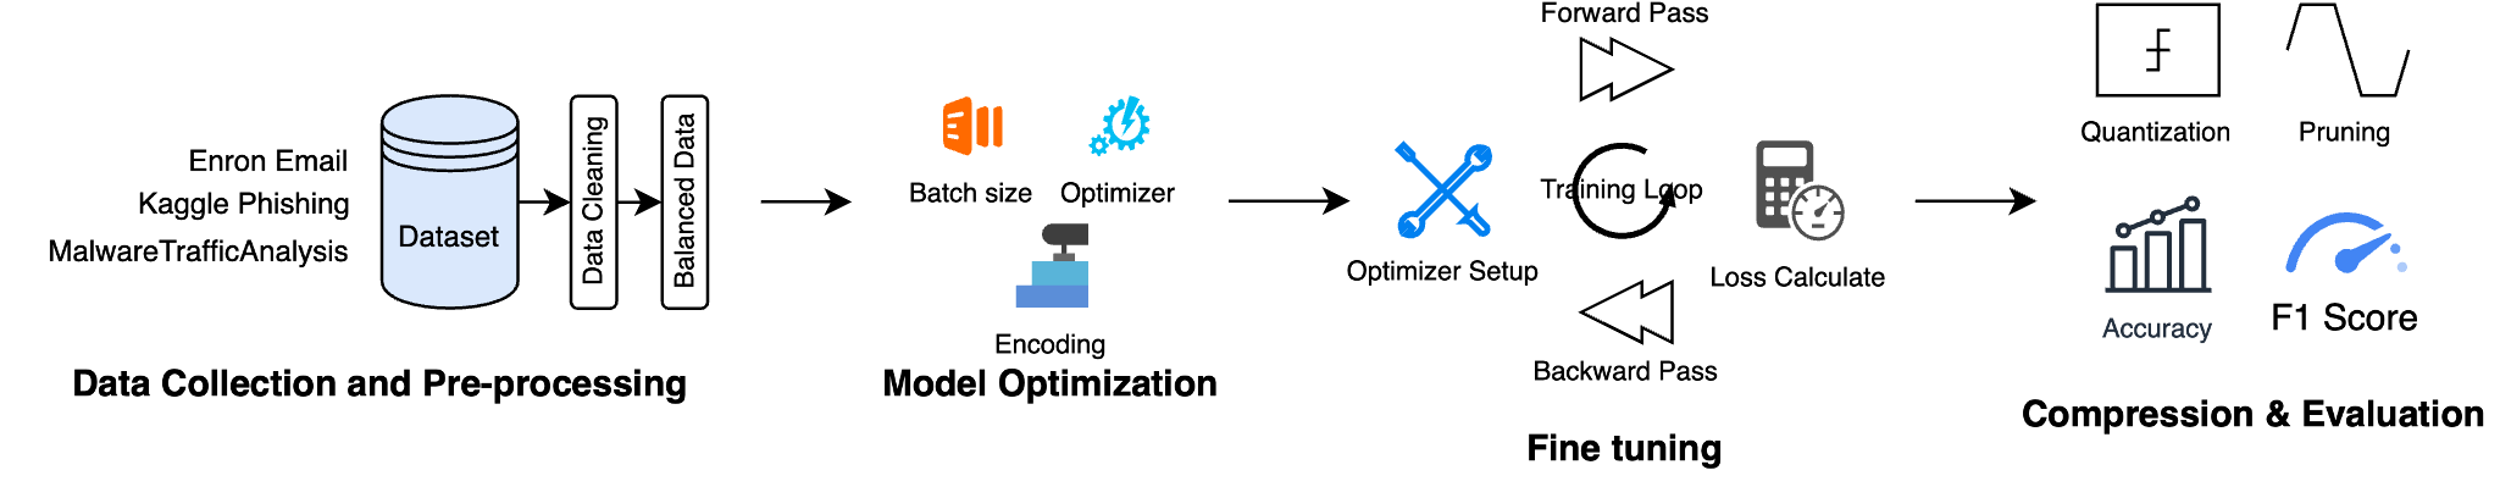 Enron Email
Kaggle Phishing
MalwareTrafficAnalysis
Dataset
Data Cleaning
Balanced Data
Data Collection and Pre-processing
Batch size
Optimizer
Encoding
Model Optimization
Forward Pass
Optimizer Setup
Training Loop
Loss Calculate
Backward Pass
Fine tuning
Quantization
Pruning
Accuracy
F1 Score
Compression & Evaluation